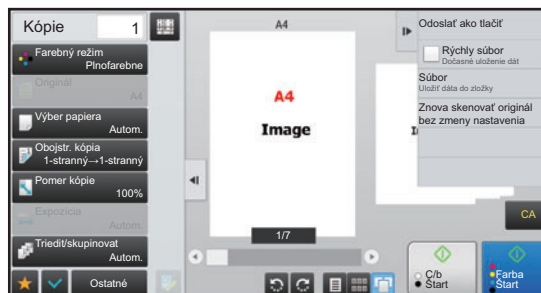 Kópie
1
Farebný režim
Plnofarebne
Originál
A4
Výber papiera
Autom.
Obojstr. kópia
1-stranný→1-stranný
Pomer kópie
100%
Expozícia
Autom.
Triediť/skupinovat
Autom.
Ostatné
A4
A4
Image
1/7
Odoslať ako tlačiť
Rýchly súbor
Dočasné uloženie dát
Súbor
Uložiť dáta do zložky
Znova skenovať originál
bez zmeny nastavenia
CA
Č/b
Štart
Farba
Štart